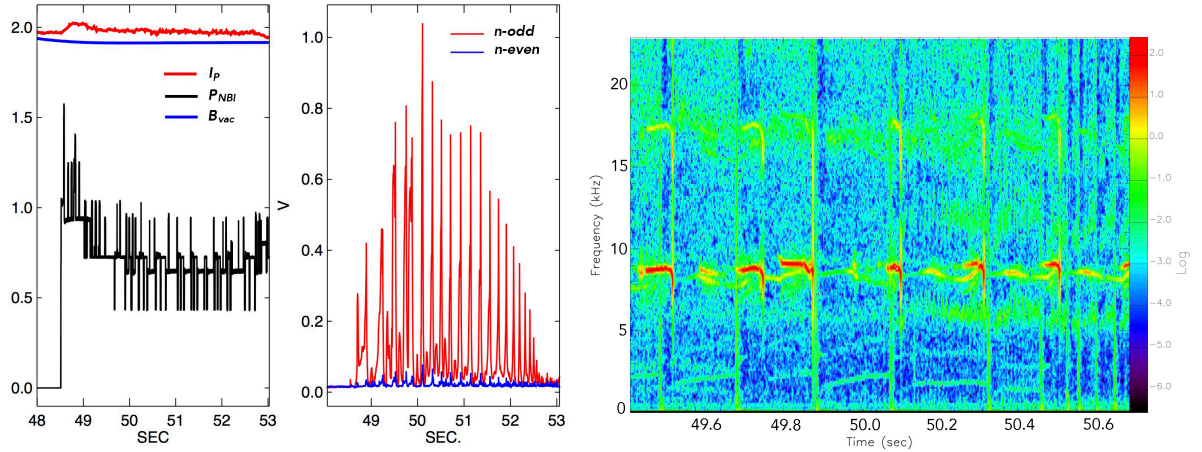 2.0
1.5
1.0
0.5
0.0
I_P
P_NBI
B_vac
48 49 50 51 52 53
SEC
V
1.0
0.8
0.6
0.4
0.2
0.0
n-odd
n-even
49 50 51 52 53
SEC.
Frequency (kHz)
20
15
10
5
0
49.6 49.8 50.0 50.2 50.4 50.6
Time (sec)
2.0
1.0
0.0
-1.0
-2.0
-3.0
-4.0
-5.0
-6.0
Log